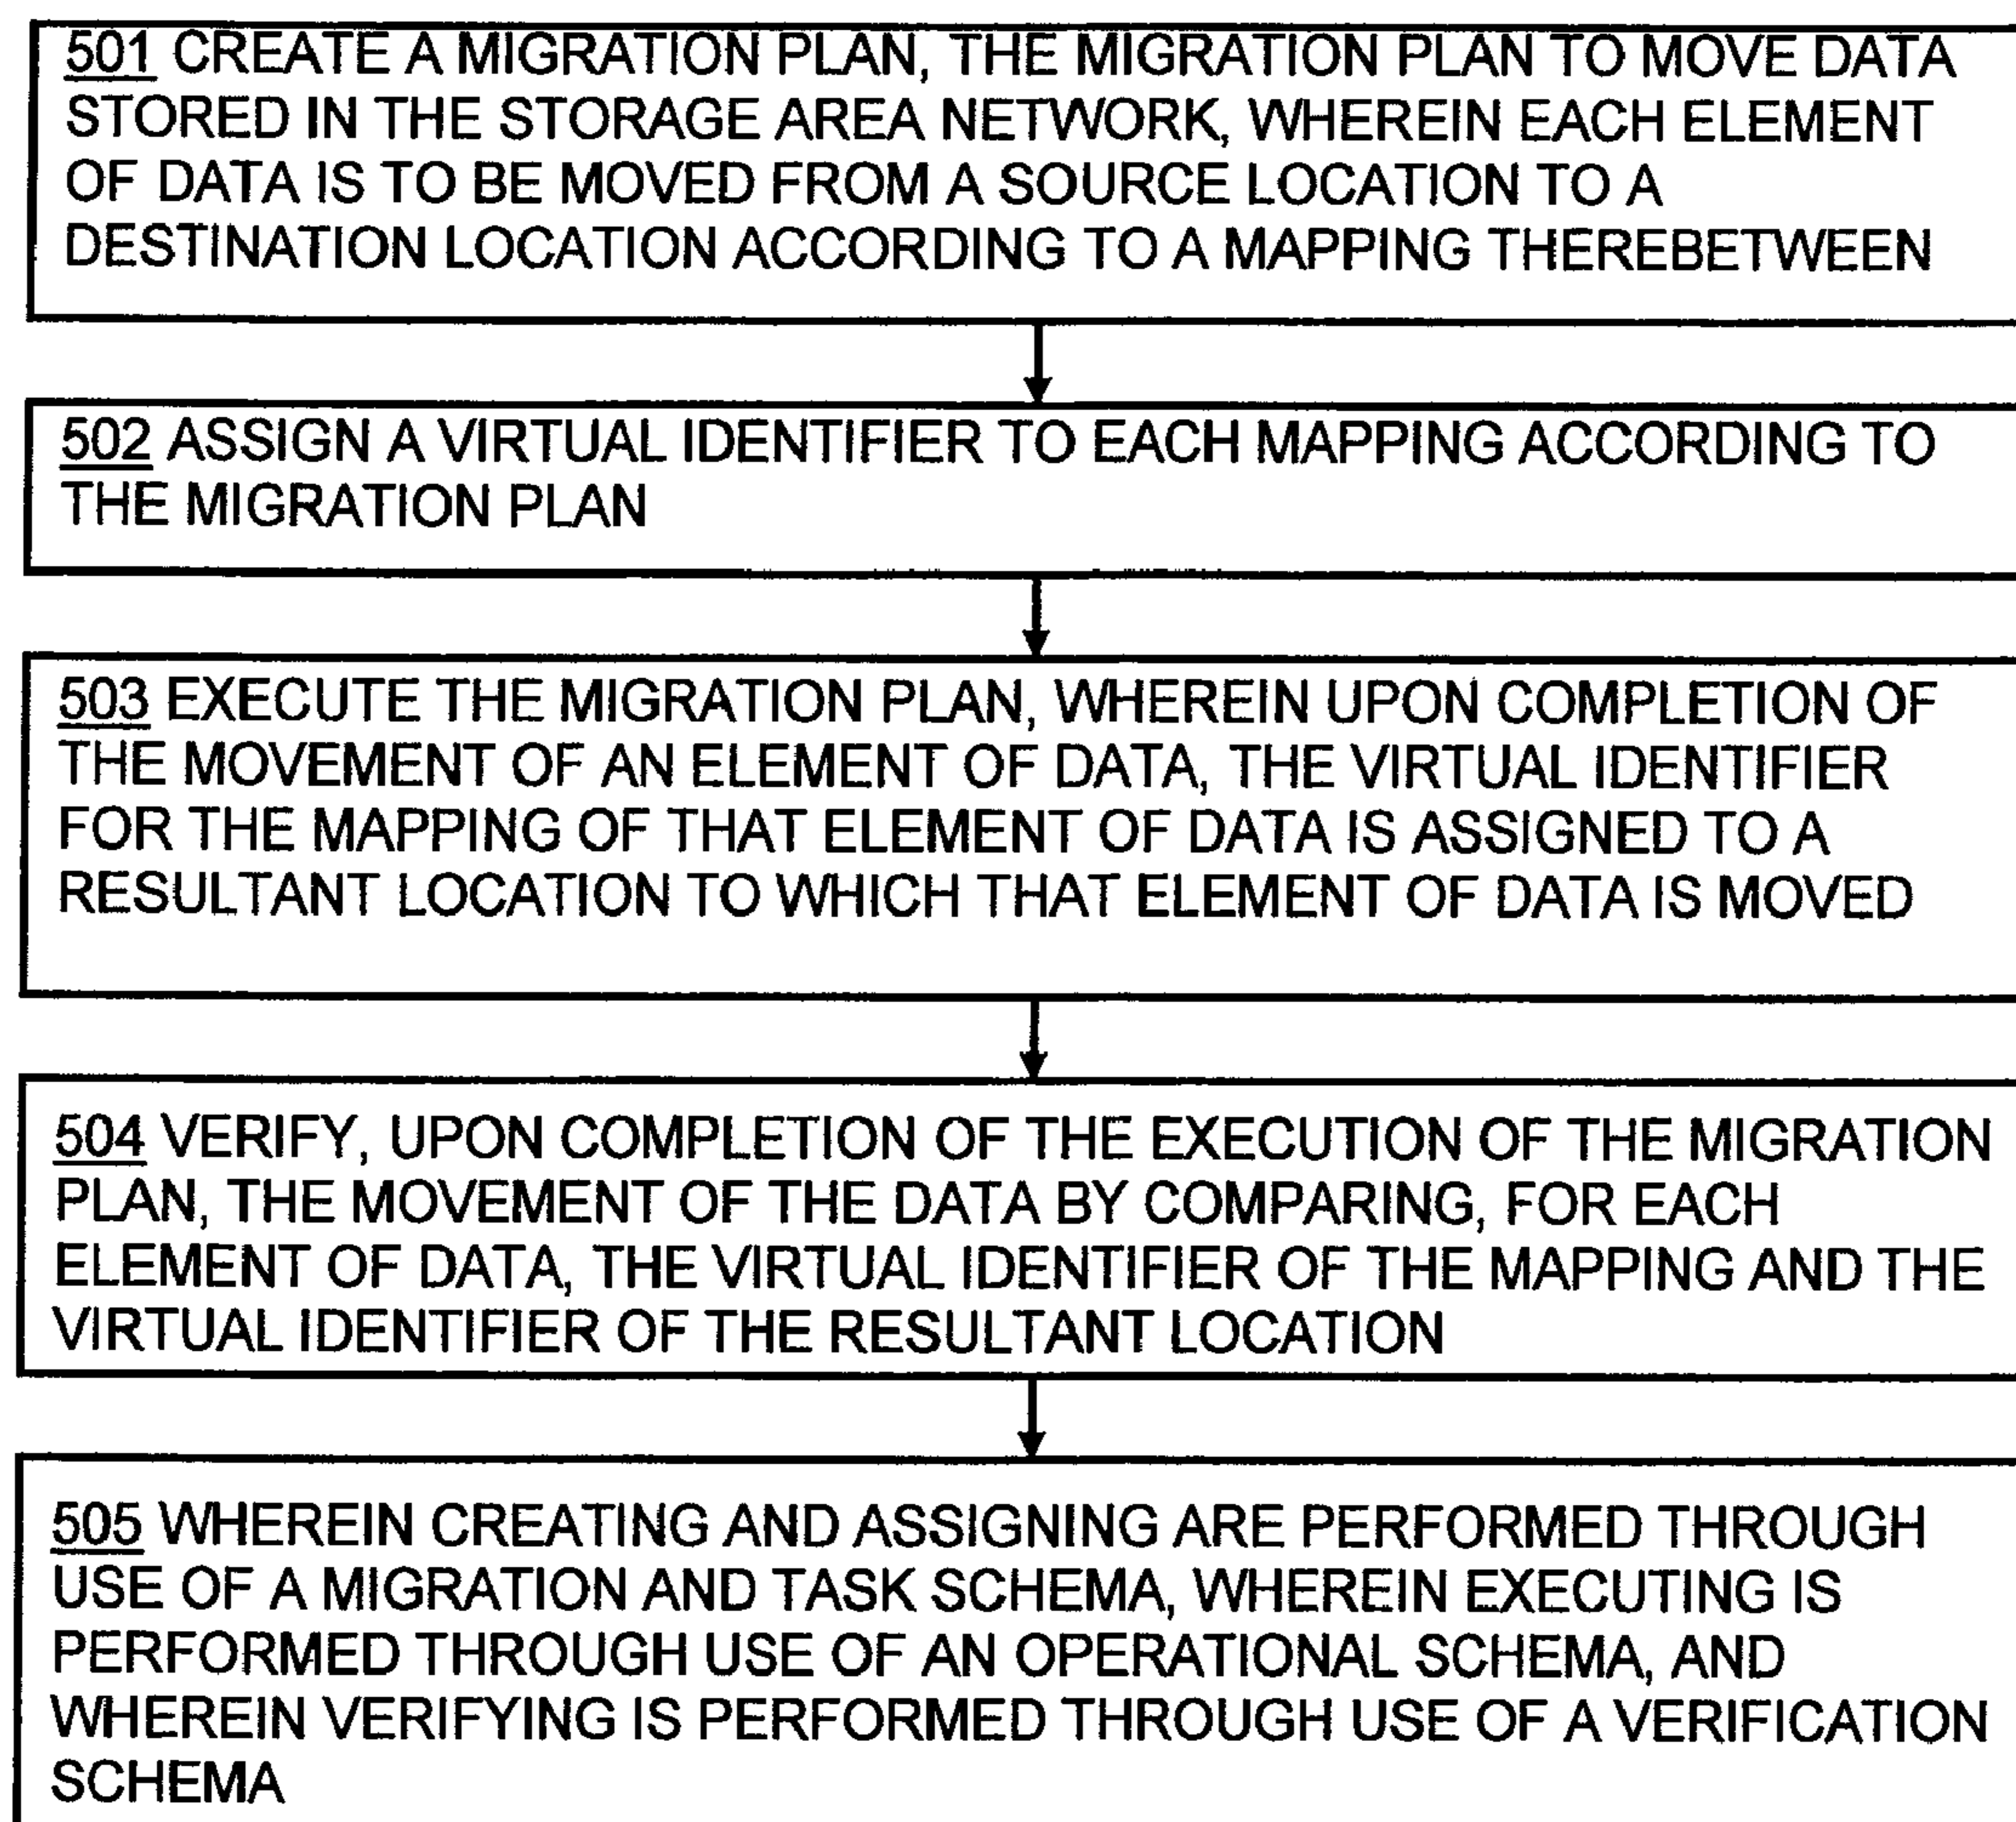 501 CREATE A MIGRATION PLAN, THE MIGRATION PLAN TO MOVE DATA
STORED IN THE STORAGE AREA NETWORK, WHEREIN EACH ELEMENT
OF DATA IS TO BE MOVED FROM A SOURCE LOCATION TO A
DESTINATION LOCATION ACCORDING TO A MAPPING THEREBETWEEN
502 ASSIGN A VIRTUAL IDENTIFIER TO EACH MAPPING ACCORDING TO
THE MIGRATION PLAN
503 EXECUTE THE MIGRATION PLAN, WHEREIN UPON COMPLETION OF
THE MOVEMENT OF AN ELEMENT OF DATA, THE VIRTUAL IDENTIFIER
FOR THE MAPPING OF THAT ELEMENT OF DATA IS ASSIGNED TO A
RESULTANT LOCATION TO WHICH THAT ELEMENT OF DATA IS MOVED
504 VERIFY, UPON COMPLETION OF THE EXECUTION OF THE MIGRATION
PLAN, THE MOVEMENT OF THE DATA BY COMPARING, FOR EACH
ELEMENT OF DATA, THE VIRTUAL IDENTIFIER OF THE MAPPING AND THE
VIRTUAL IDENTIFIER OF THE RESULTANT LOCATION
505 WHEREIN CREATING AND ASSIGNING ARE PERFORMED THROUGH
USE OF A MIGRATION AND TASK SCHEMA, WHEREIN EXECUTING IS
PERFORMED THROUGH USE OF AN OPERATIONAL SCHEMA, AND
WHEREIN VERIFYING IS PERFORMED THROUGH USE OF A VERIFICATION
SCHEMA